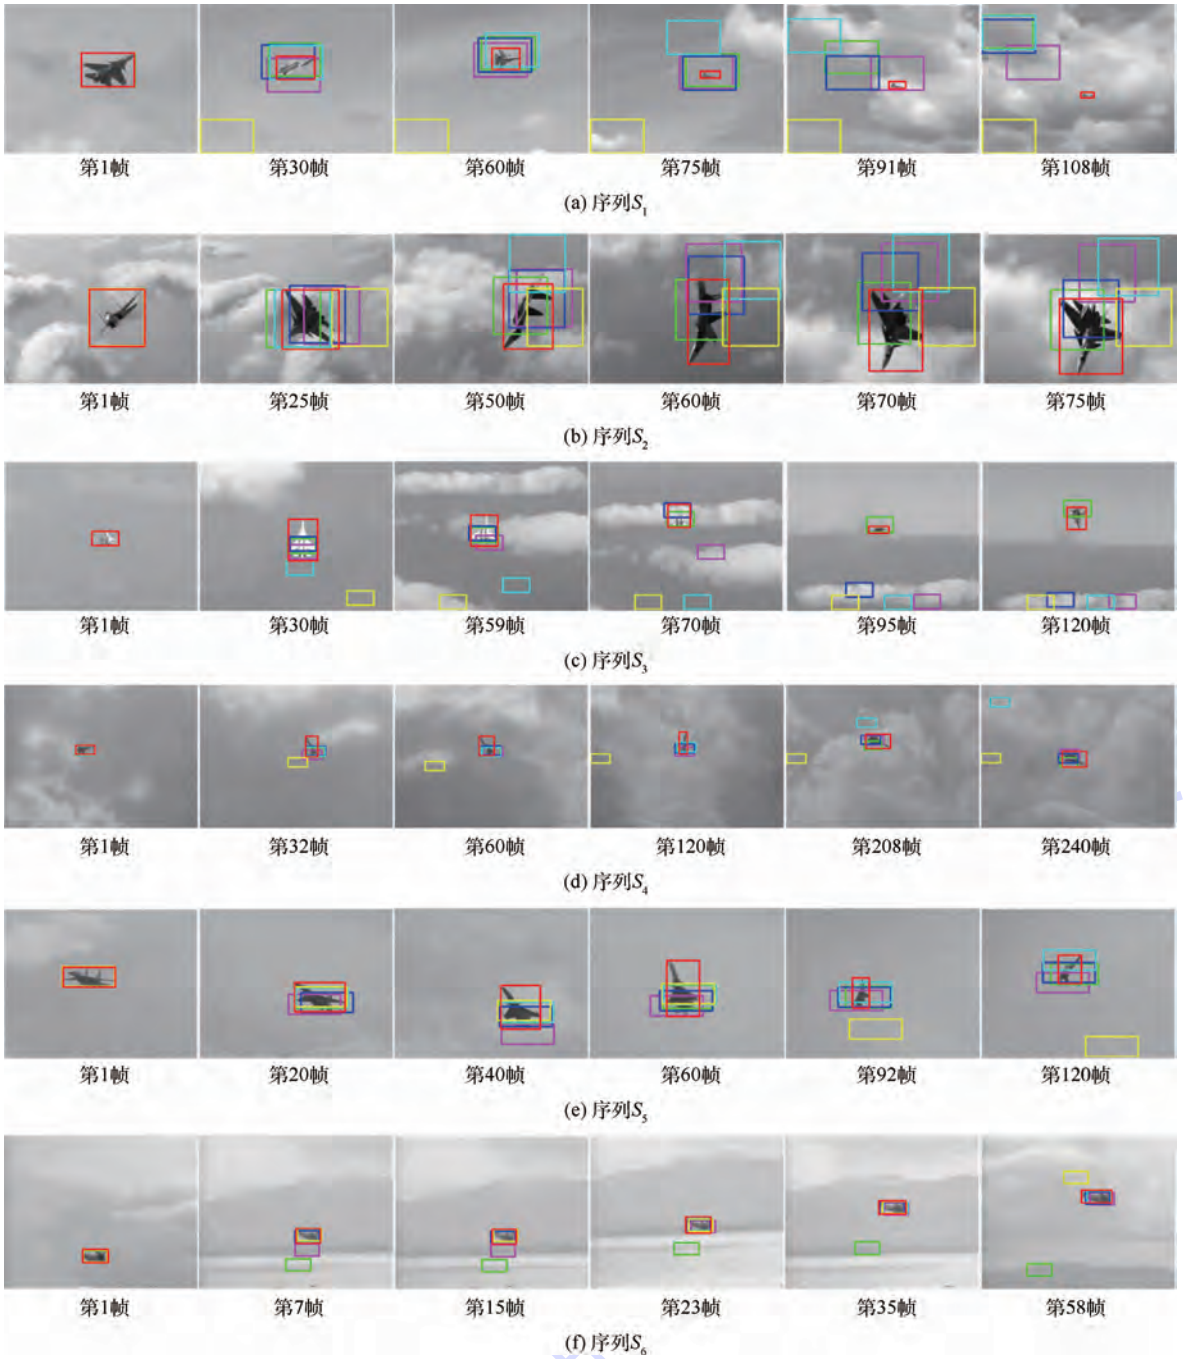 第1帧 第30帧 第60帧 第75帧 第91帧 第108帧
(a) 序列S₁
第1帧 第25帧 第50帧 第60帧 第70帧 第75帧
(b) 序列S₂
第1帧 第30帧 第59帧 第70帧 第95帧 第120帧
(c) 序列S₃
第1帧 第32帧 第60帧 第120帧 第208帧 第240帧
(d) 序列S₄
第1帧 第20帧 第40帧 第60帧 第92帧 第120帧
(e) 序列S₅
第1帧 第7帧 第15帧 第23帧 第35帧 第58帧
(f) 序列S₆